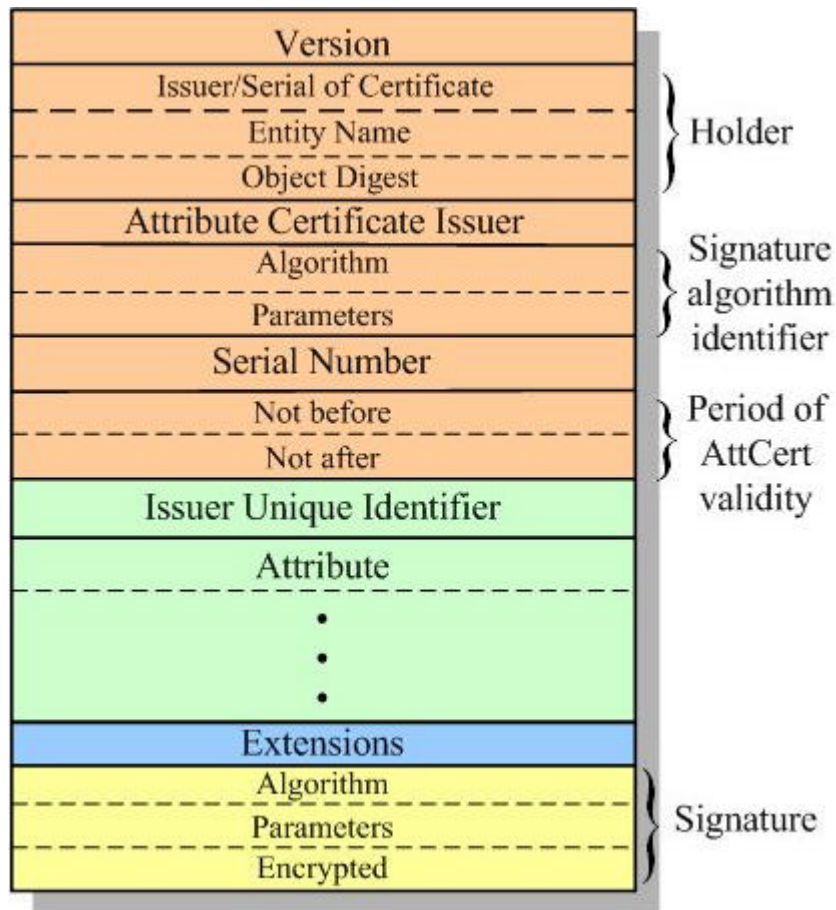 Version
Issuer/Serial of Certificate
Entity Name
Object Digest
Holder
Attribute Certificate Issuer
Algorithm
Parameters
Signature
algorithm
identifier
Serial Number
Not before
Not after
Period of
AttCert
validity
Issuer Unique Identifier
Attribute
Extensions
Algorithm
Parameters
Encrypted
Signature